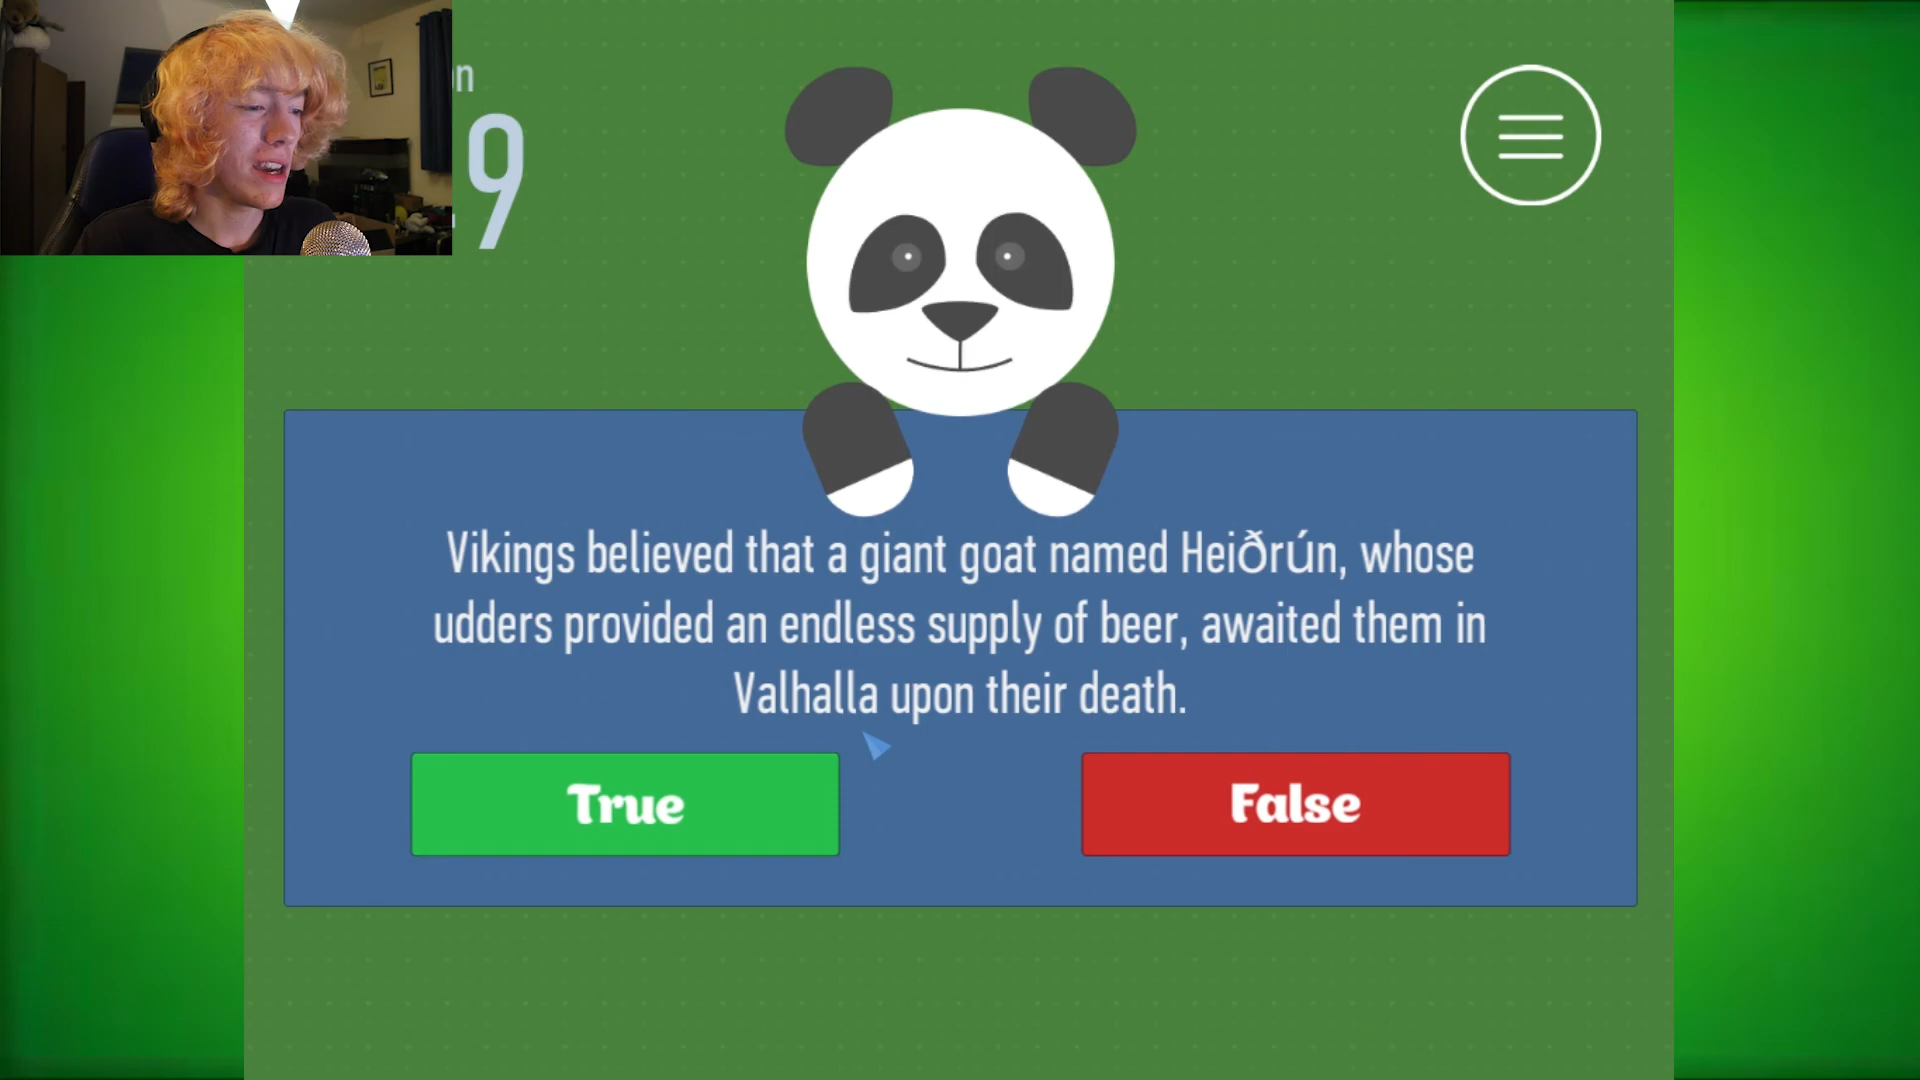 9
Vikings believed that a giant goat named Heiðrún, whose
udders provided an endless supply of beer, awaited them in
Valhalla upon their death.
True
False